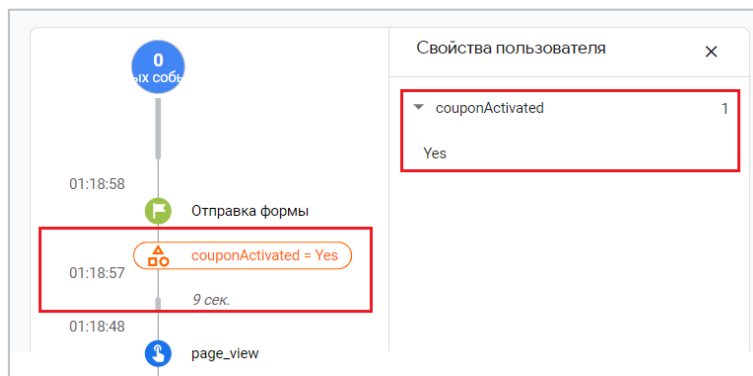 0
ых собы
01:18:58
Отправка формы
couponActivated = Yes
01:18:57
9 сек.
01:18:48
page_view
Свойства пользователя
couponActivated 1
Yes